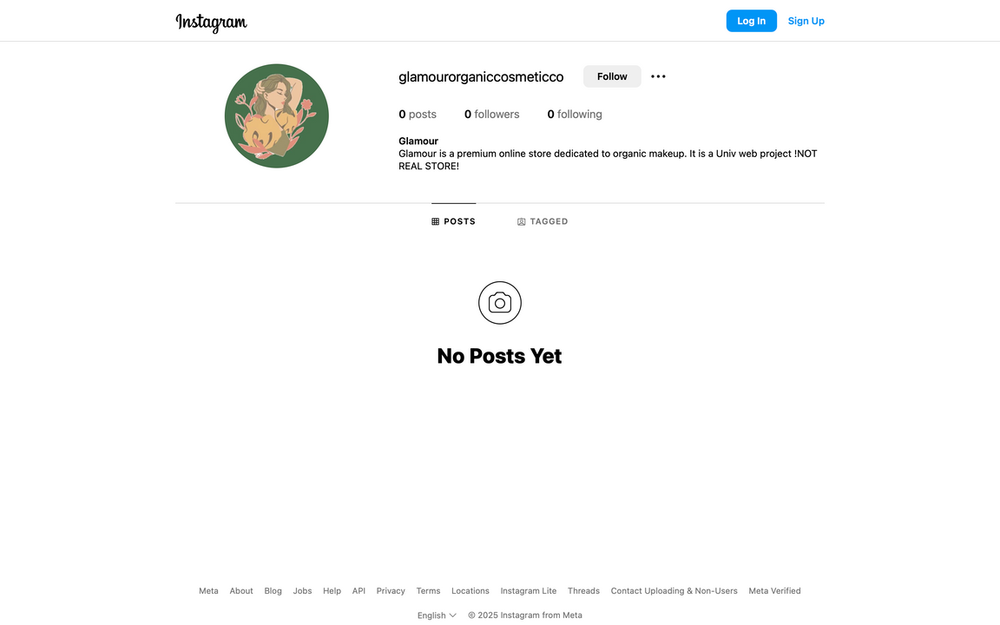 Instagram
Log In
Sign Up
glamourorganiccosmeticco
Follow
0 posts
0 followers
0 following
Glamour
Glamour is a premium online store dedicated to organic makeup. It is a Univ web project !NOT
REAL STORE!
POSTS
TAGGED
No Posts Yet
Meta
About
Blog
Jobs
Help
API
Privacy
Terms
Locations
Instagram Lite
Threads
Contact Uploading & Non-Users
Meta Verified
English
© 2025 Instagram from Meta